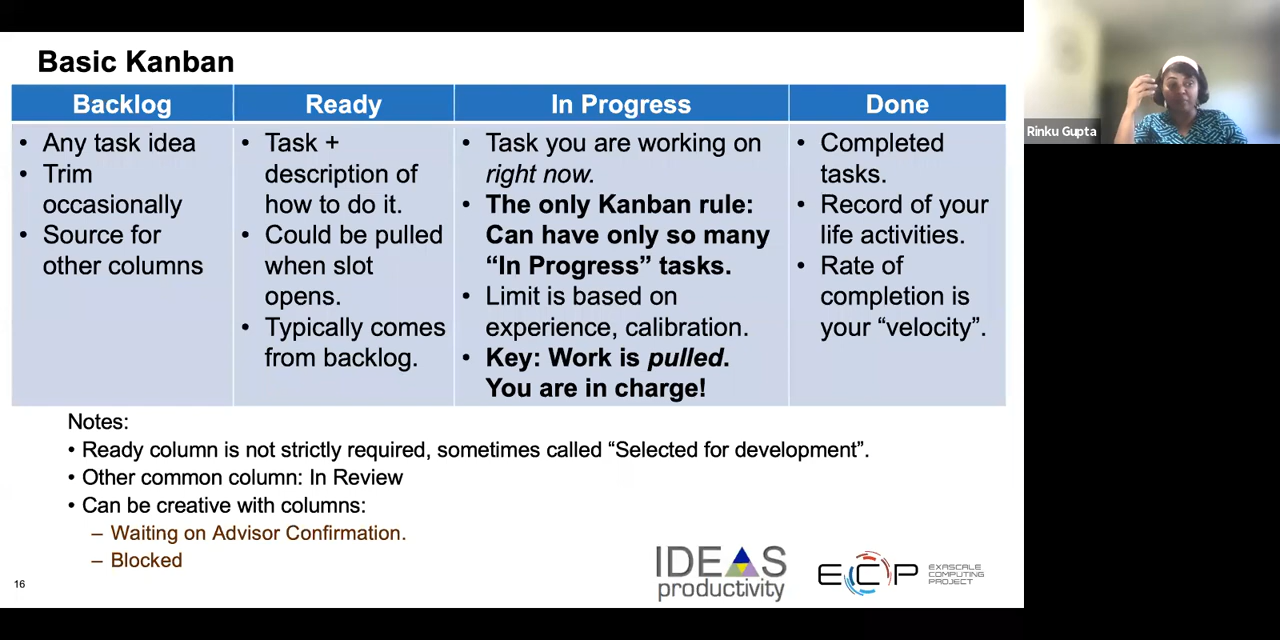 Basic Kanban
Backlog
Ready
In Progress
Done
• Any task idea
• Trim
occasionally
• Source for
other columns
• Task +
description of
how to do it.
• Could be pulled
when slot
opens.
• Typically comes
from backlog.
• Task you are working on
right now.
• The only Kanban rule:
Can have only so many
“In Progress” tasks.
• Limit is based on
experience, calibration.
• Key: Work is pulled.
You are in charge!
• Completed
tasks.
• Record of your
life activities.
• Rate of
completion is
your “velocity”.
Notes:
• Ready column is not strictly required, sometimes called “Selected for development”.
• Other common column: In Review
• Can be creative with columns:
– Waiting on Advisor Confirmation.
– Blocked
16
IDEAS
productivity
ECP
EXASCALE
COMPUTING
PROJECT
Rinku Gupta